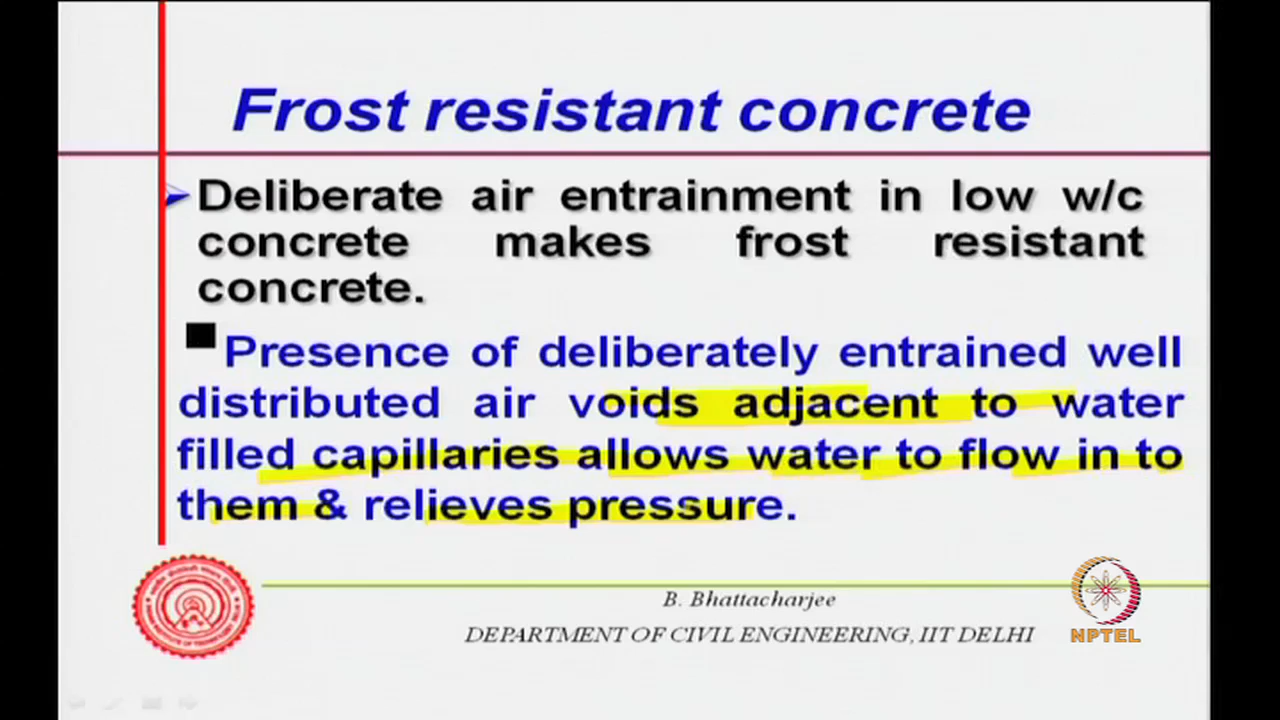 Frost resistant concrete
Deliberate air entrainment in low w/c
concrete makes frost resistant
concrete.
Presence of deliberately entrained well
distributed air voids adjacent to water
filled capillaries allows water to flow in to
them & relieves pressure.
B. Bhattacharjee
DEPARTMENT OF CIVIL ENGINEERING, IIT DELHI
NPTEL